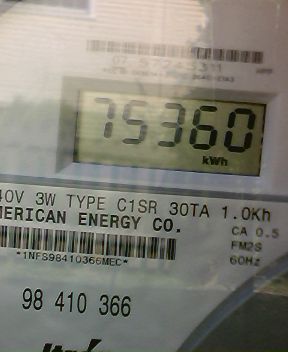 75360
kWh
40V 3W TYPE C1SR 30TA 1.0Kh
MERICAN ENERGY CO.
CA 0.5
FM2S
*1NFS98410366MEC*
60Hz
98 410 366